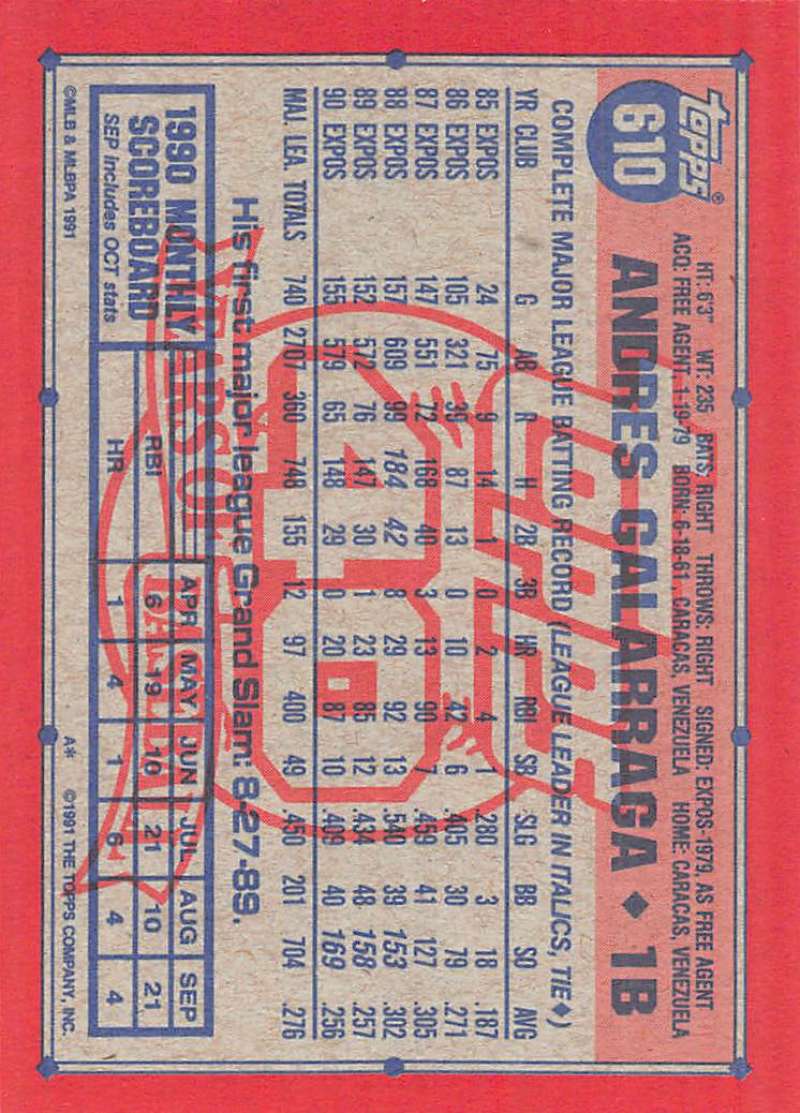 Topps®
610
HT: 6'3" WT: 235 BATS: RIGHT THROWS: RIGHT SIGNED: EXPOS-1979, AS FREE AGENT
ACQ: FREE AGENT, 1-19-79 BORN: 6-18-61, CARACAS, VENEZUELA HOME: CARACAS, VENEZUELA
ANDRES GALARRAGA ♦ 1B
COMPLETE MAJOR LEAGUE BATTING RECORD (LEAGUE LEADER IN ITALICS, TIE♦)
YR CLUB G AB R H 2B 3B HR RBI SB SLG BB SO AVG
85 EXPOS 24 75 9 14 1 0 2 4 1 .280 3 18 .187
86 EXPOS 105 321 39 87 13 0 10 42 6 .405 30 79 .271
87 EXPOS 147 551 72 168 40 3 13 90 7 .459 41 127 .305
88 EXPOS 157 609 99 184 42 8 29 92 13 .540 39 153 .302
89 EXPOS 152 572 76 147 30 1 23 85 12 .434 48 158 .257
90 EXPOS 155 579 65 148 29 0 20 87 10 .409 40 169 .256
MAJ. LEA. TOTALS 740 2707 360 748 155 12 97 400 49 .450 201 704 .276
His first major league Grand Slam: 8-27-89.
1990 MONTHLY
SCOREBOARD
SEP includes OCT stats
APR MAY JUN JUL AUG SEP
RBI 6 19 10 21 10 21
HR 1 4 1 6 4 4
©MLB & MLBPA 1991
A* ©1991 THE TOPPS COMPANY, INC.
Topps
40
YEARS OF BASEBALL